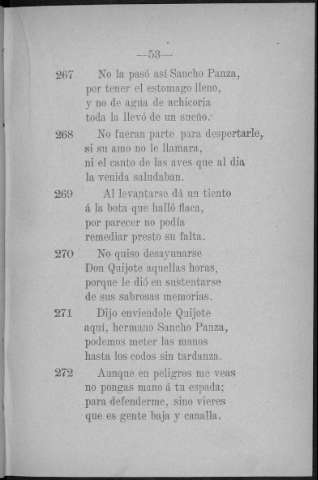 —53—
267 No la pasó así Sancho Panza,
por tener el estomago lleno,
y no de agua de achicoria
toda la llevó de un sueño.
268 No fueran parte para despertarle,
si su amo no le llamara,
ni el canto de las aves que al dia
la venida saludaban.
269 Al levantarse dá un tiento
á la bota que halló flaca,
por parecer no podía
remediar presto su falta.
270 No quiso desayunarse
Don Quijote aquellas horas,
porque le dió en sustentarse
de sus sabrosas memorias.
271 Dijo enviendole Quijote
aquí, hermano Sancho Panza,
podemos meter las manos
hasta los codos sin tardanza.
272 Aunque en peligros me veas
no pongas mano á tu espada;
para defenderme, sino vieres
que es gente baja y canalla.